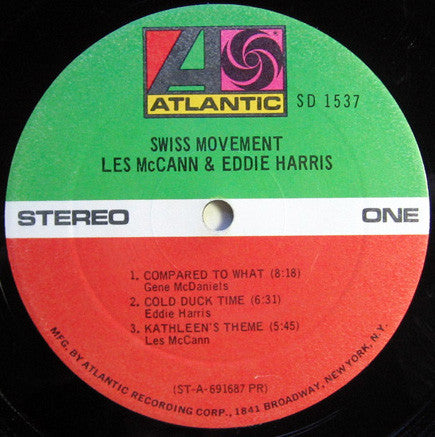 ATLANTIC
SD 1537
SWISS MOVEMENT
LES McCANN & EDDIE HARRIS
STEREO
ONE
1. COMPARED TO WHAT (8:18)
Gene McDaniels
2. COLD DUCK TIME (6:31)
Eddie Harris
3. KATHLEEN'S THEME (5:45)
Les McCann
(ST-A-691687 PR)
MFG. BY ATLANTIC RECORDING CORP., 1841 BROADWAY, NEW YORK, N.Y.